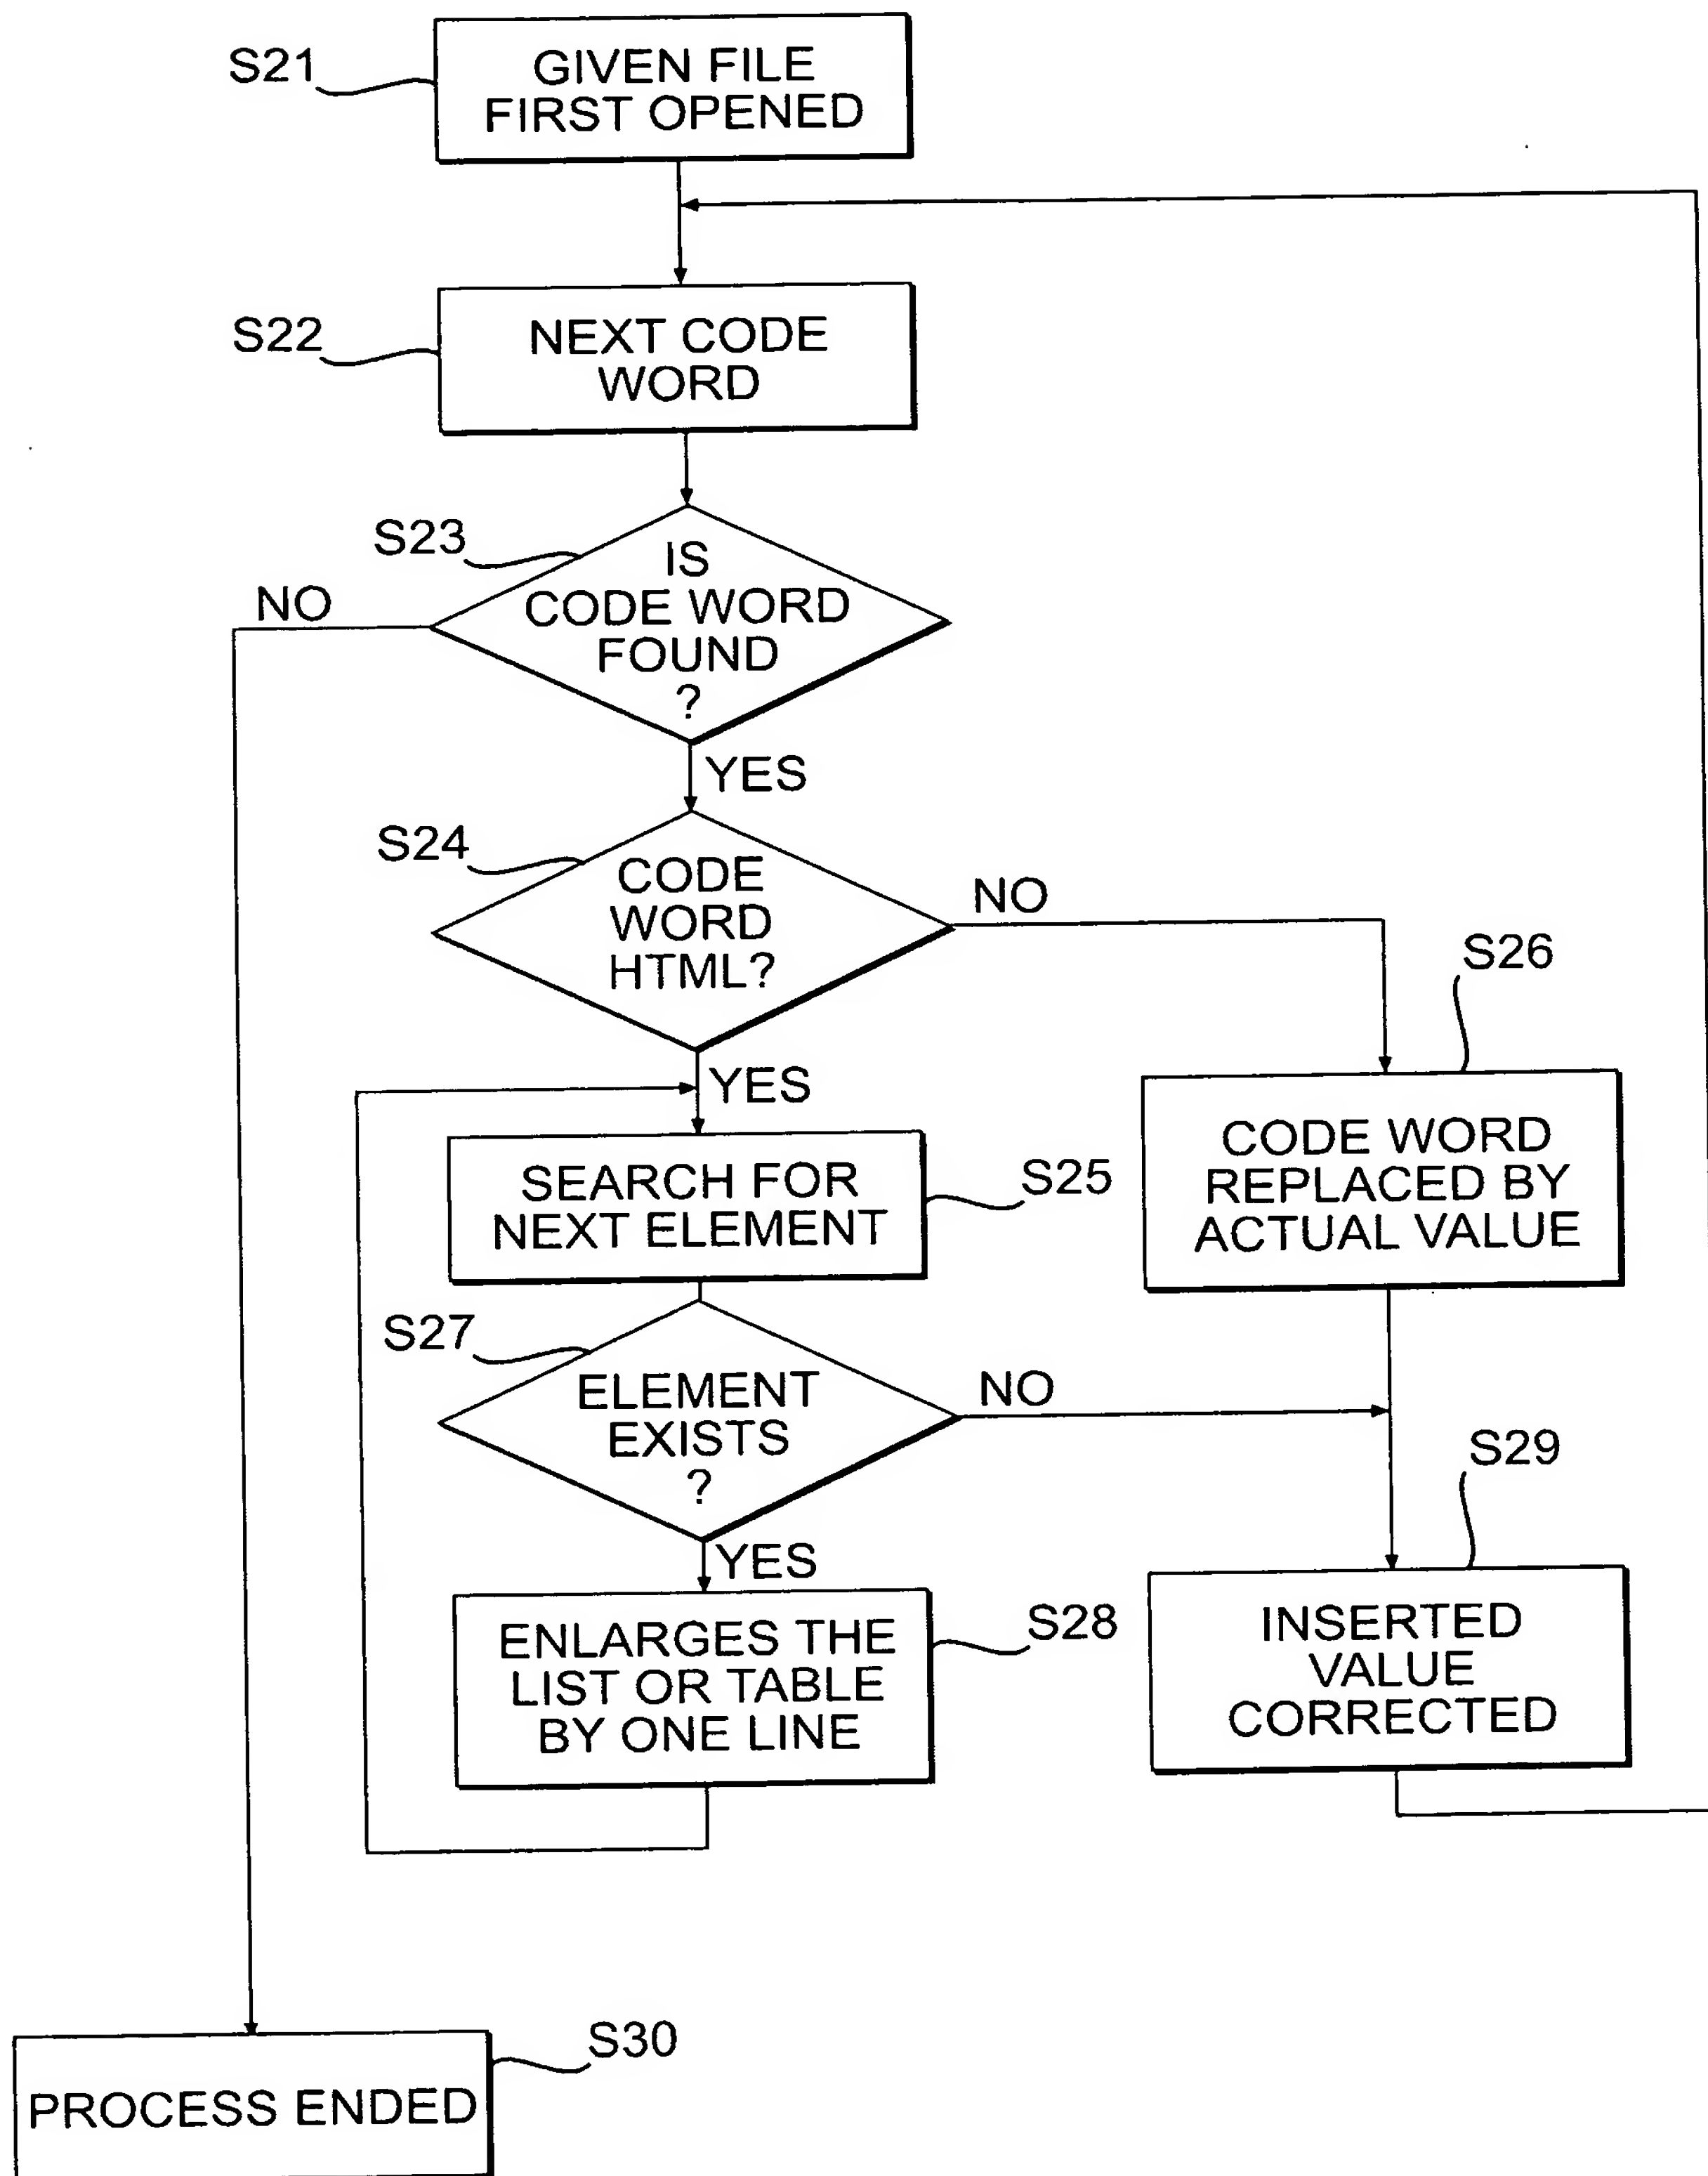 S21
GIVEN FILE
FIRST OPENED
S22
NEXT CODE
WORD
S23
IS
CODE WORD
FOUND
?
NO
YES
S24
CODE
WORD
HTML?
NO
YES
S26
CODE WORD
REPLACED BY
ACTUAL VALUE
SEARCH FOR
NEXT ELEMENT
S25
S27
ELEMENT
EXISTS
?
NO
YES
S29
INSERTED
VALUE
CORRECTED
ENLARGES THE
LIST OR TABLE
BY ONE LINE
S28
S30
PROCESS ENDED